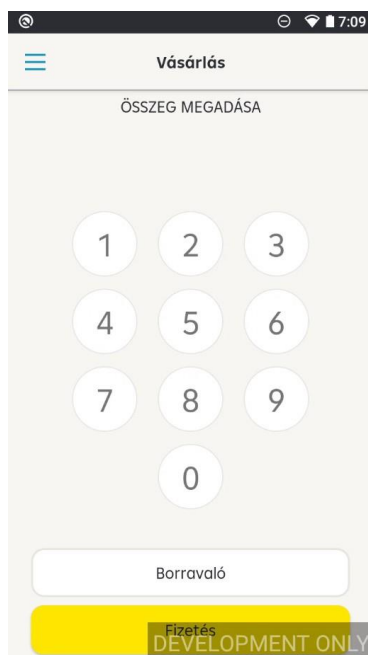 7:09
Vásárlás
ÖSSZEG MEGADÁSA
1 2 3
4 5 6
7 8 9
0
Borravaló
Fizetés
DEVELOPMENT ONLY